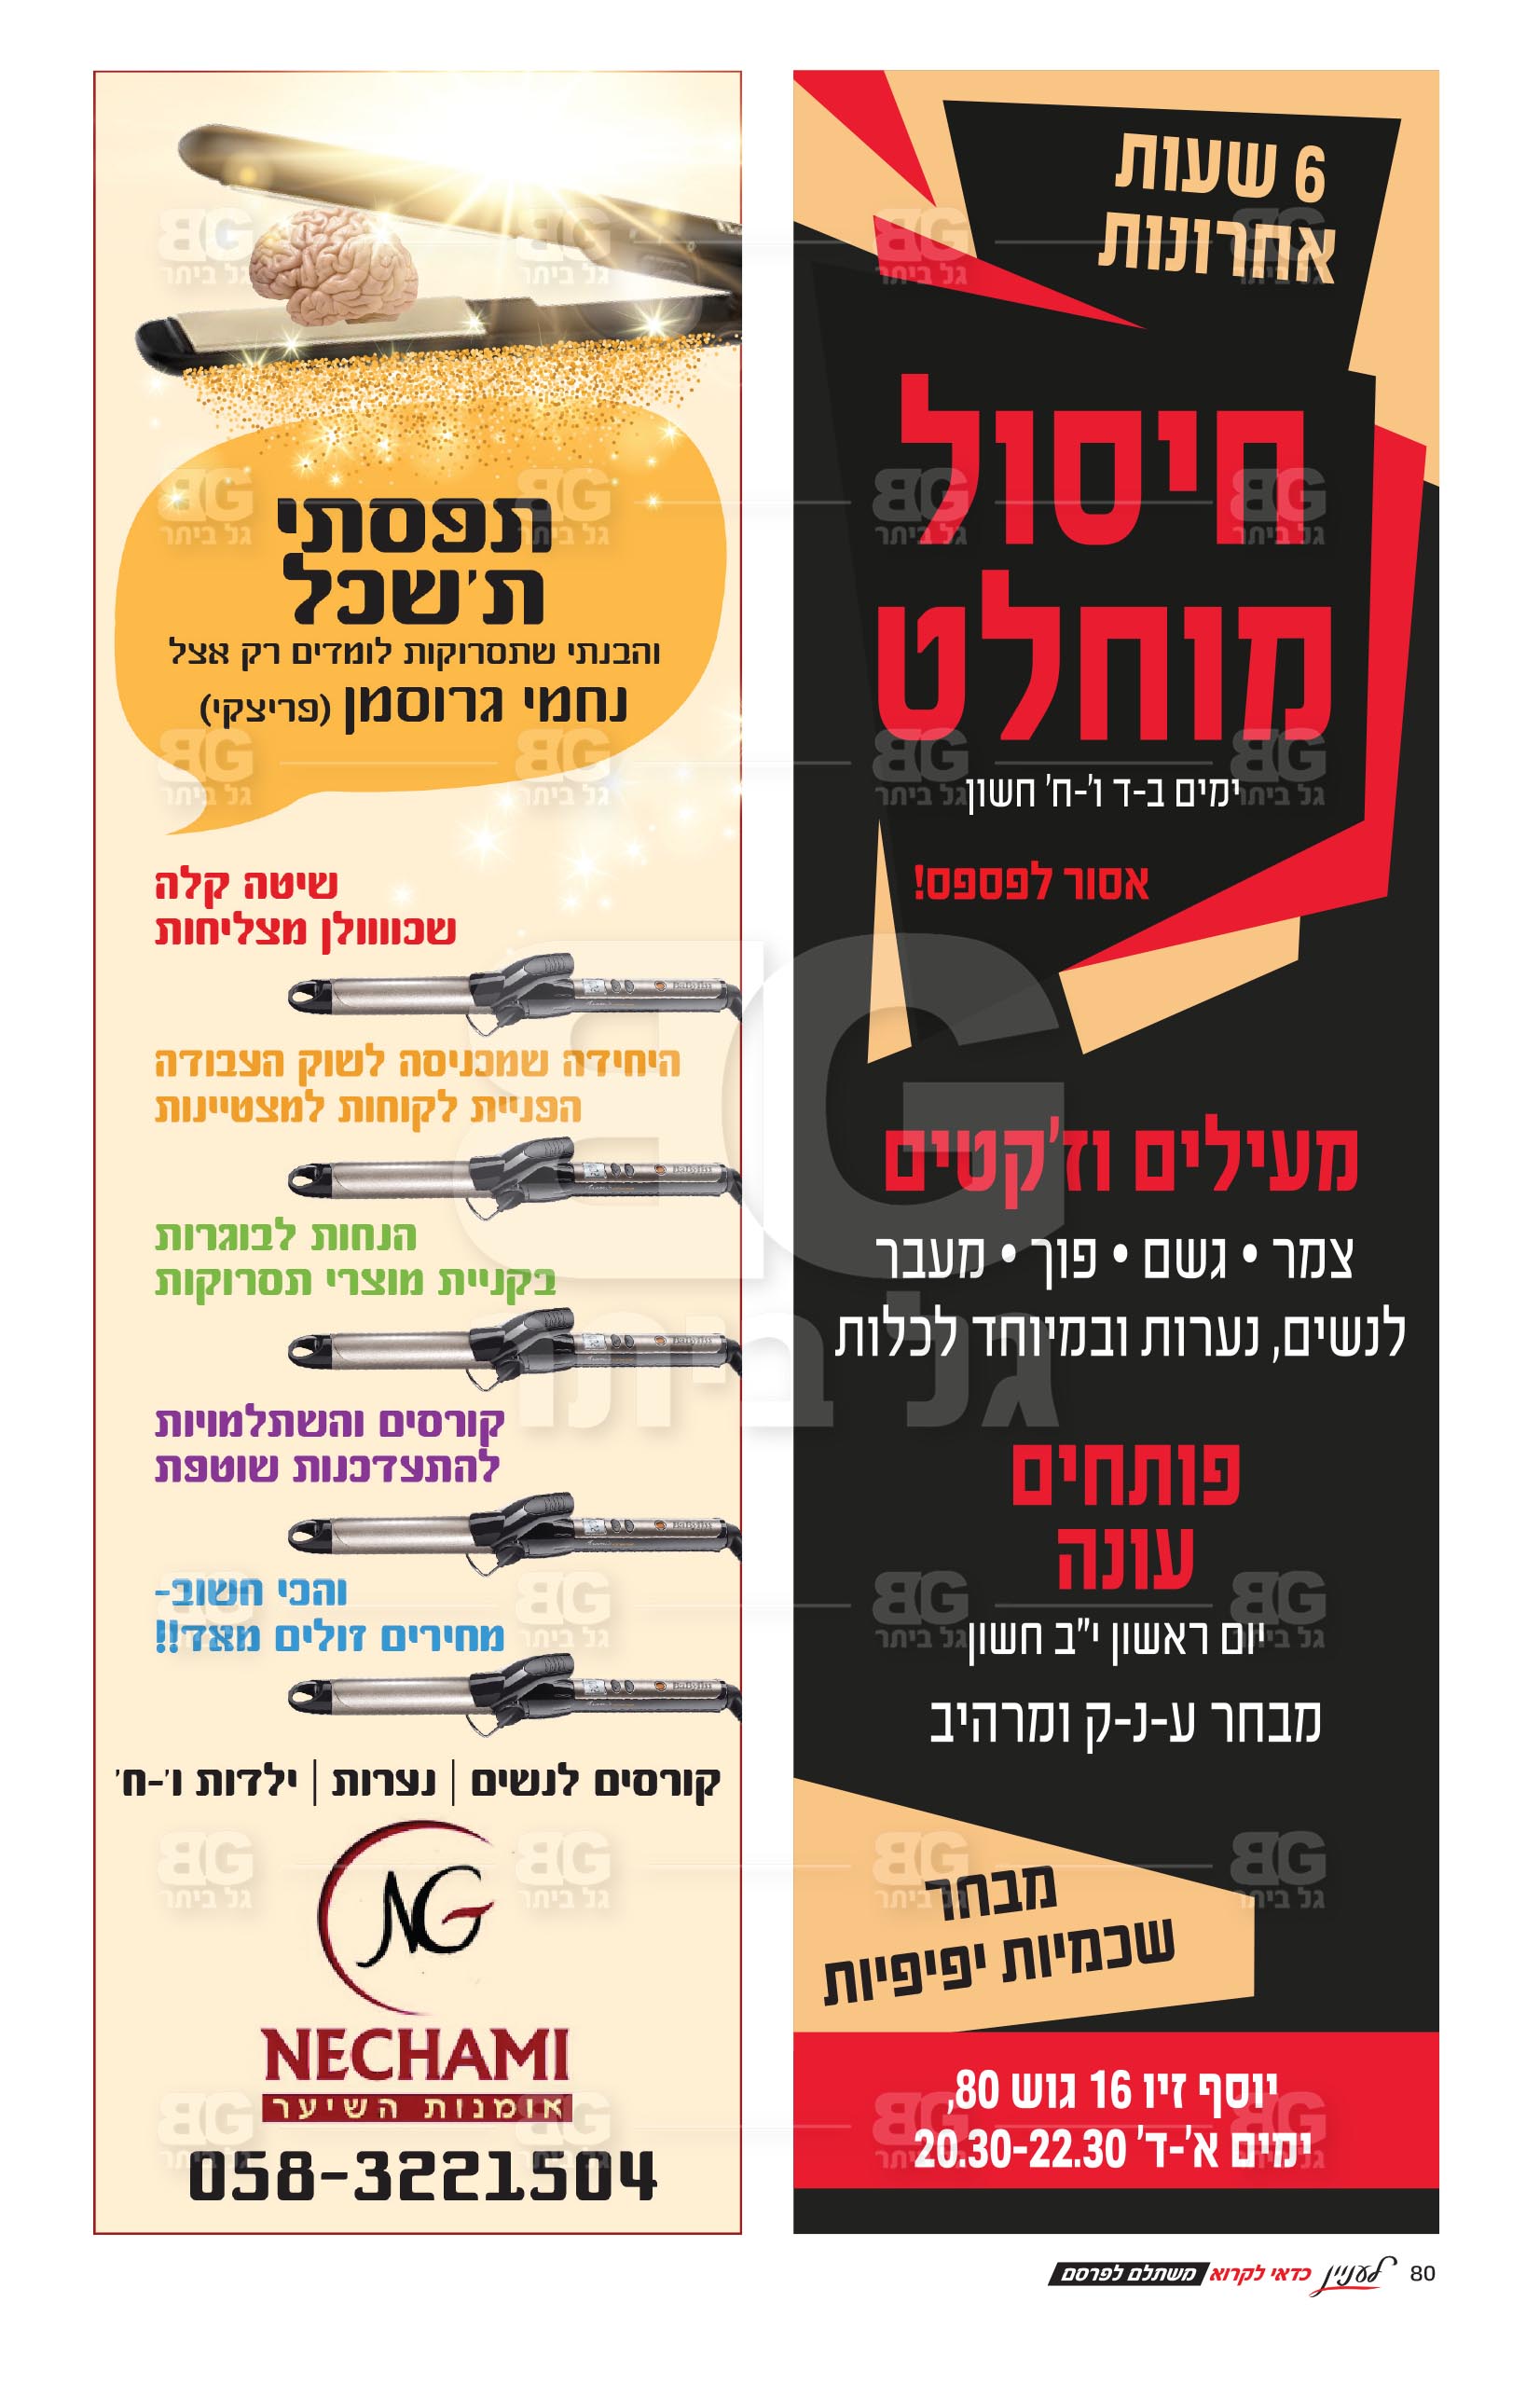 6 שעות
אחרונות
חיסול
מוחלט
ימים ב-ד ו'-ח' חשון
אסור לפספס!
מעילים וז'קטים
צמר • גשם • פוך • מעבר
לנשים, נערות ובמיוחד לכלות
פותחים
עונה
יום ראשון י"ב חשון
מבחר ע-נ-ק ומרהיב
מבחר
שכמיות יפיפיות
יוסף זיו 16 גוש 80,
ימים א'-ד' 20.30-22.30
תפסתי
ת'שכל
והבנתי שתסרוקות לומדים רק אצל
נחמי גרוסמן (פריצקי)
שיטה קלה
שכוווולן מצליחות
היחידה שמכניסה לשוק העבודה
הפניית לקוחות למצטיינות
הנחות לבוגרות
בקניית מוצרי תסרוקות
קורסים והשתלמויות
להתעדכנות שוטפת
והכי חשוב-
מחירים זולים מאד!!
קורסים לנשים | נערות | ילדות ו'-ח'
NG
NECHAMI
אומנות השיער
058-3221504
80 לעניין כדאי לקרוא משתלם לפרסם
BG
גל ביתר